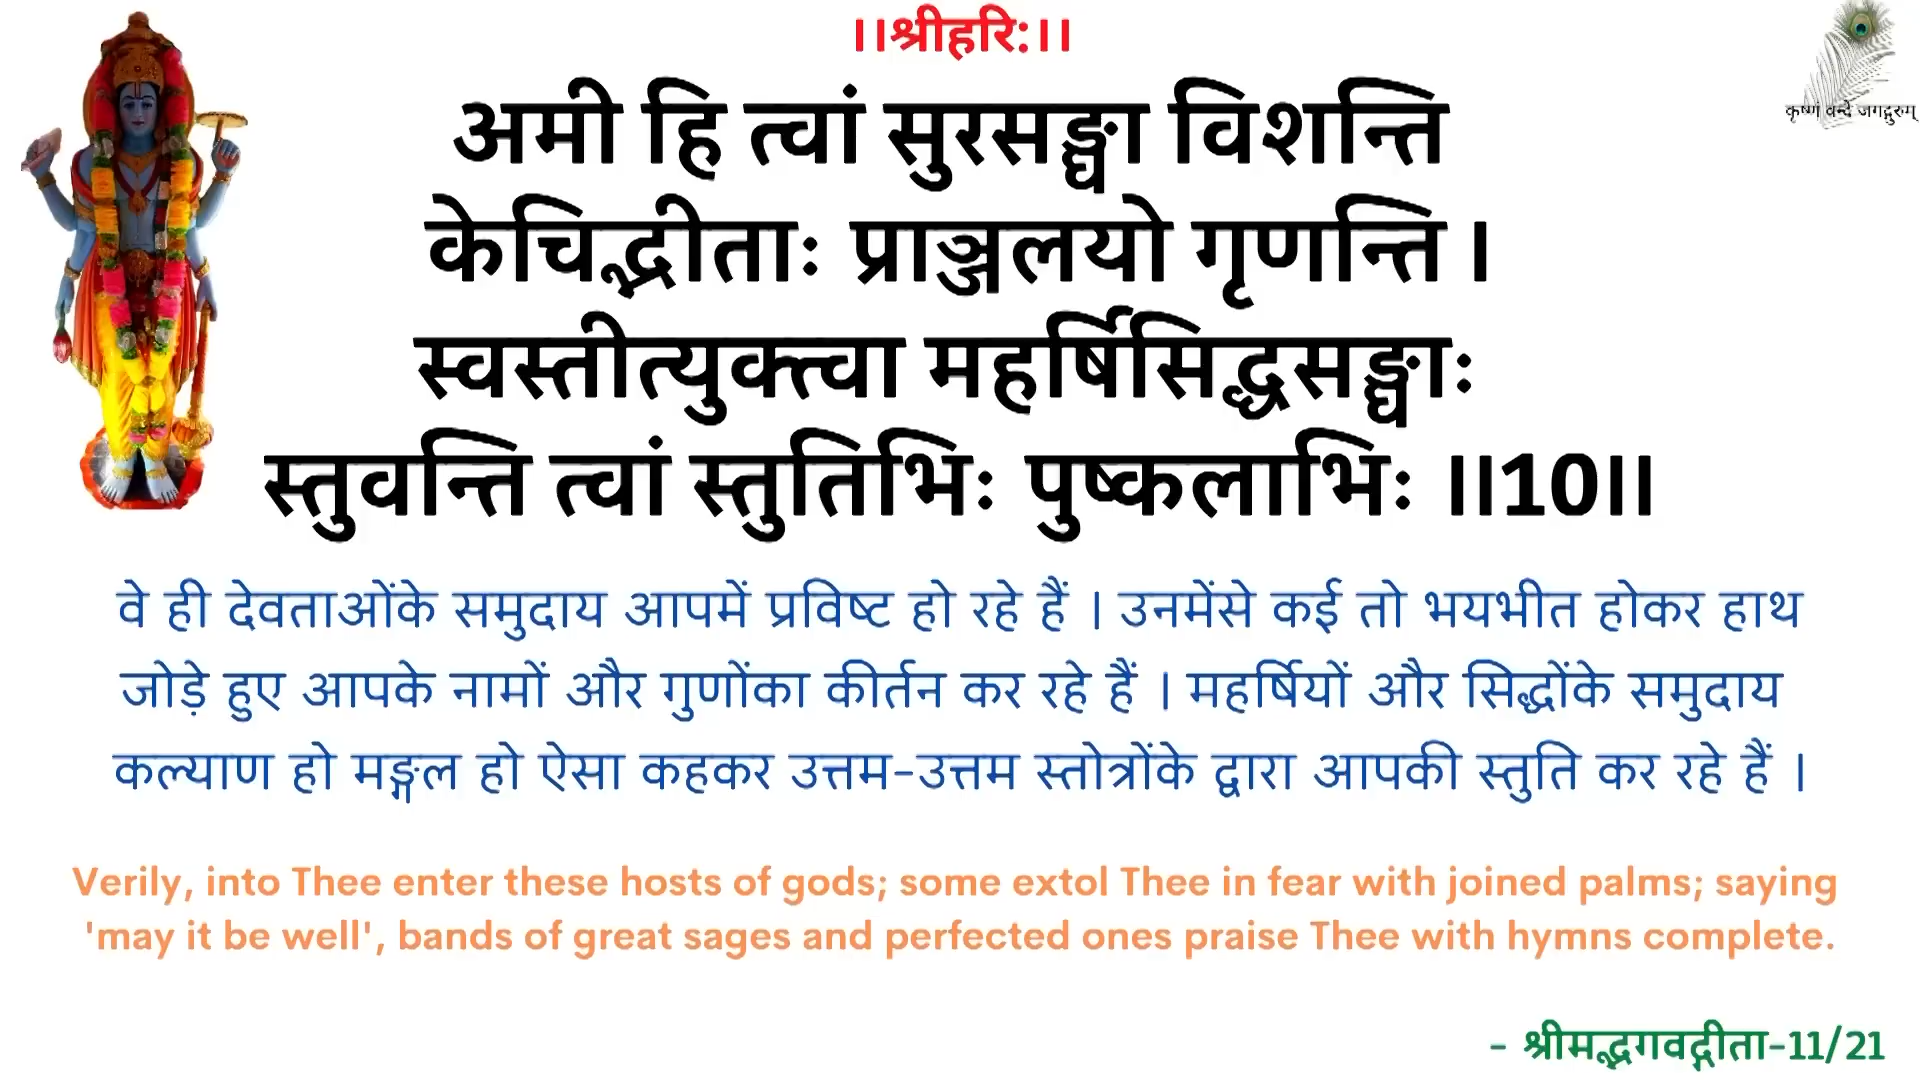 ।।श्रीहरि:।।
कृष्णं वन्दे जगद्गुरुम्
अमी हि त्वां सुरसङ्घा विशन्ति
केचिद्भीताः प्राञ्जलयो गृणन्ति ।
स्वस्तीत्युक्त्वा महर्षिसिद्धसङ्घाः
स्तुवन्ति त्वां स्तुतिभिः पुष्कलाभिः ॥10॥
वे ही देवताओंके समुदाय आपमें प्रविष्ट हो रहे हैं । उनमेंसे कई तो भयभीत होकर हाथ
जोड़े हुए आपके नामों और गुणोंका कीर्तन कर रहे हैं । महर्षियों और सिद्धोंके समुदाय
कल्याण हो मङ्गल हो ऐसा कहकर उत्तम-उत्तम स्तोत्रोंके द्वारा आपकी स्तुति कर रहे हैं ।
Verily, into Thee enter these hosts of gods; some extol Thee in fear with joined palms; saying
'may it be well', bands of great sages and perfected ones praise Thee with hymns complete.
- श्रीमद्भगवद्गीता-11/21